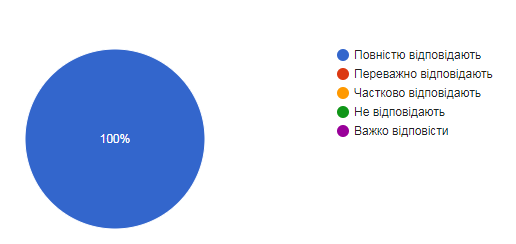 100%
Повністю відповідають
Переважно відповідають
Частково відповідають
Не відповідають
Важко відповісти